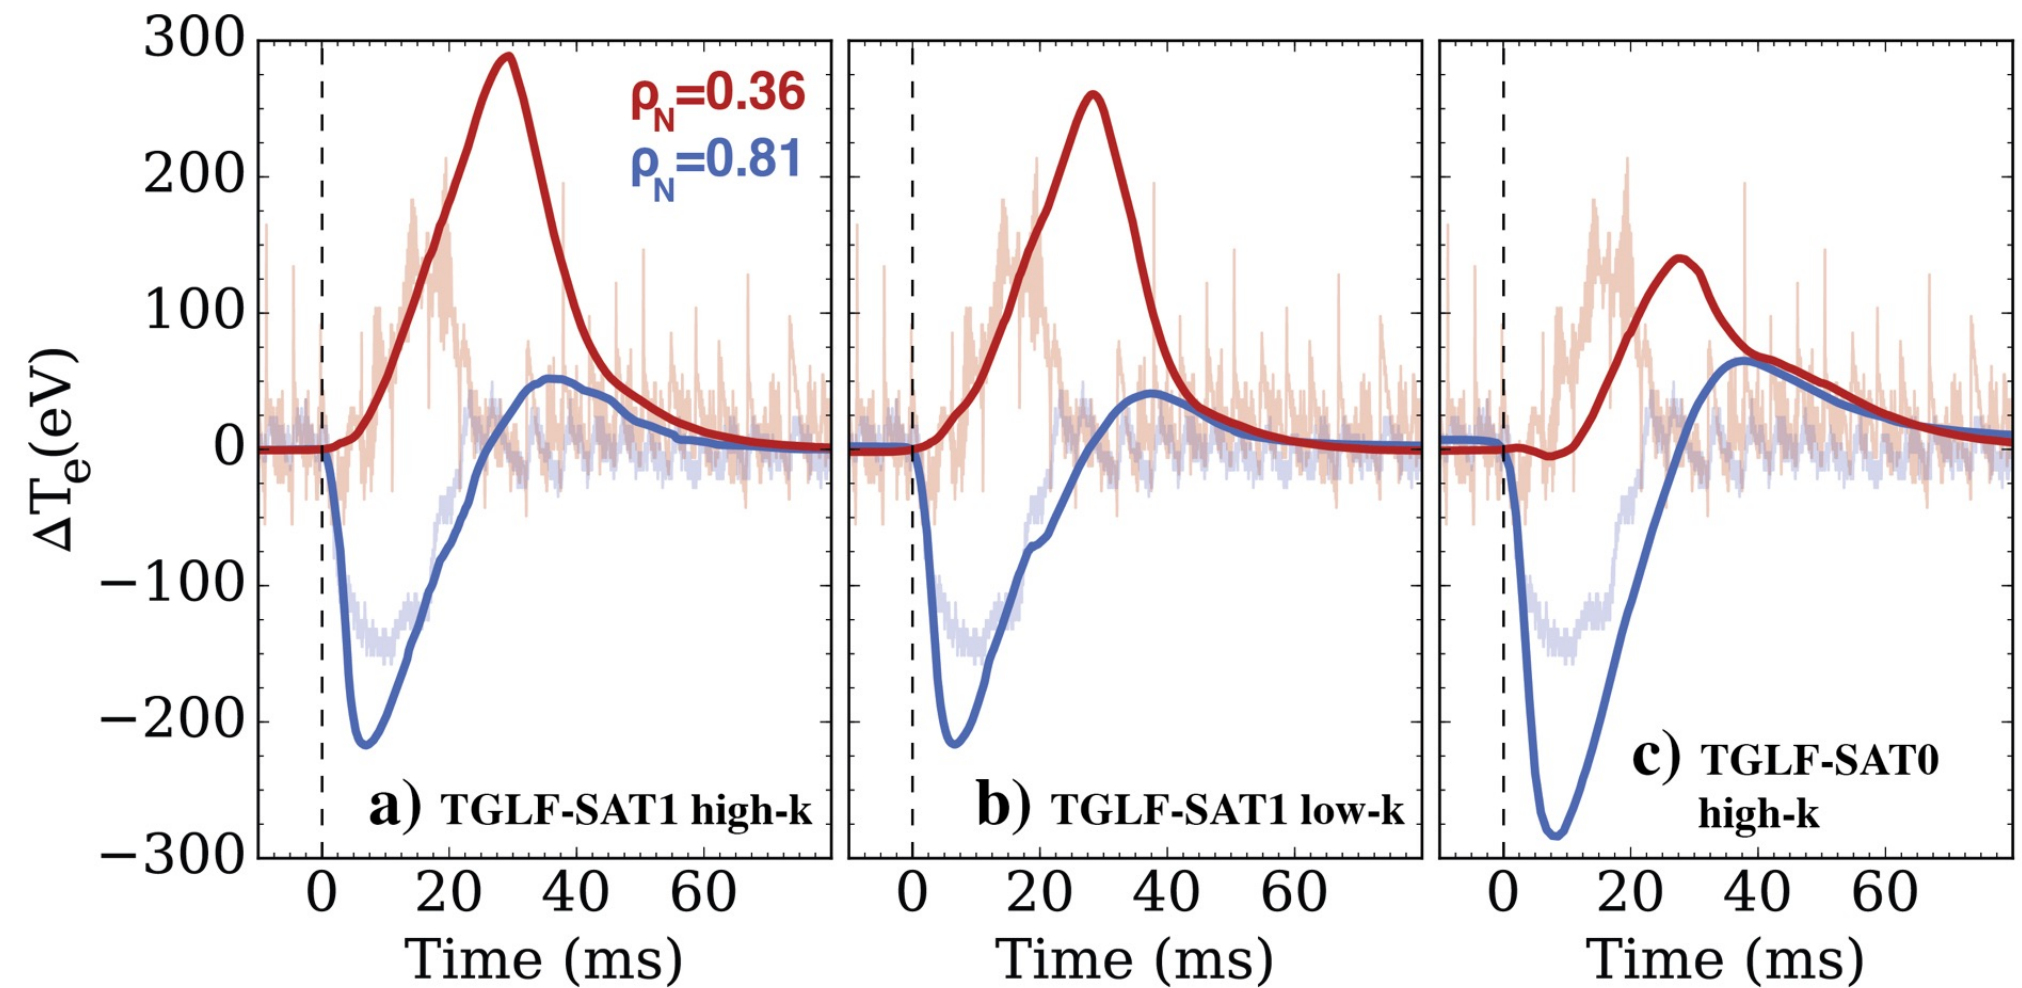 300
200
100
0
−100
−200
−300
ΔTe(eV)
ρN=0.36
ρN=0.81
a) TGLF-SAT1 high-k
b) TGLF-SAT1 low-k
c) TGLF-SAT0
high-k
0 20 40 60
0 20 40 60
0 20 40 60
Time (ms)
Time (ms)
Time (ms)